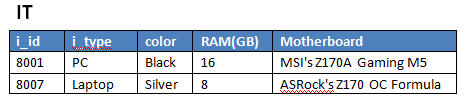 IT
i_id i_type color RAM(GB) Motherboard
8001 PC Black 16 MSI's Z170A Gaming M5
8007 Laptop Silver 8 ASRock's Z170 OC Formula